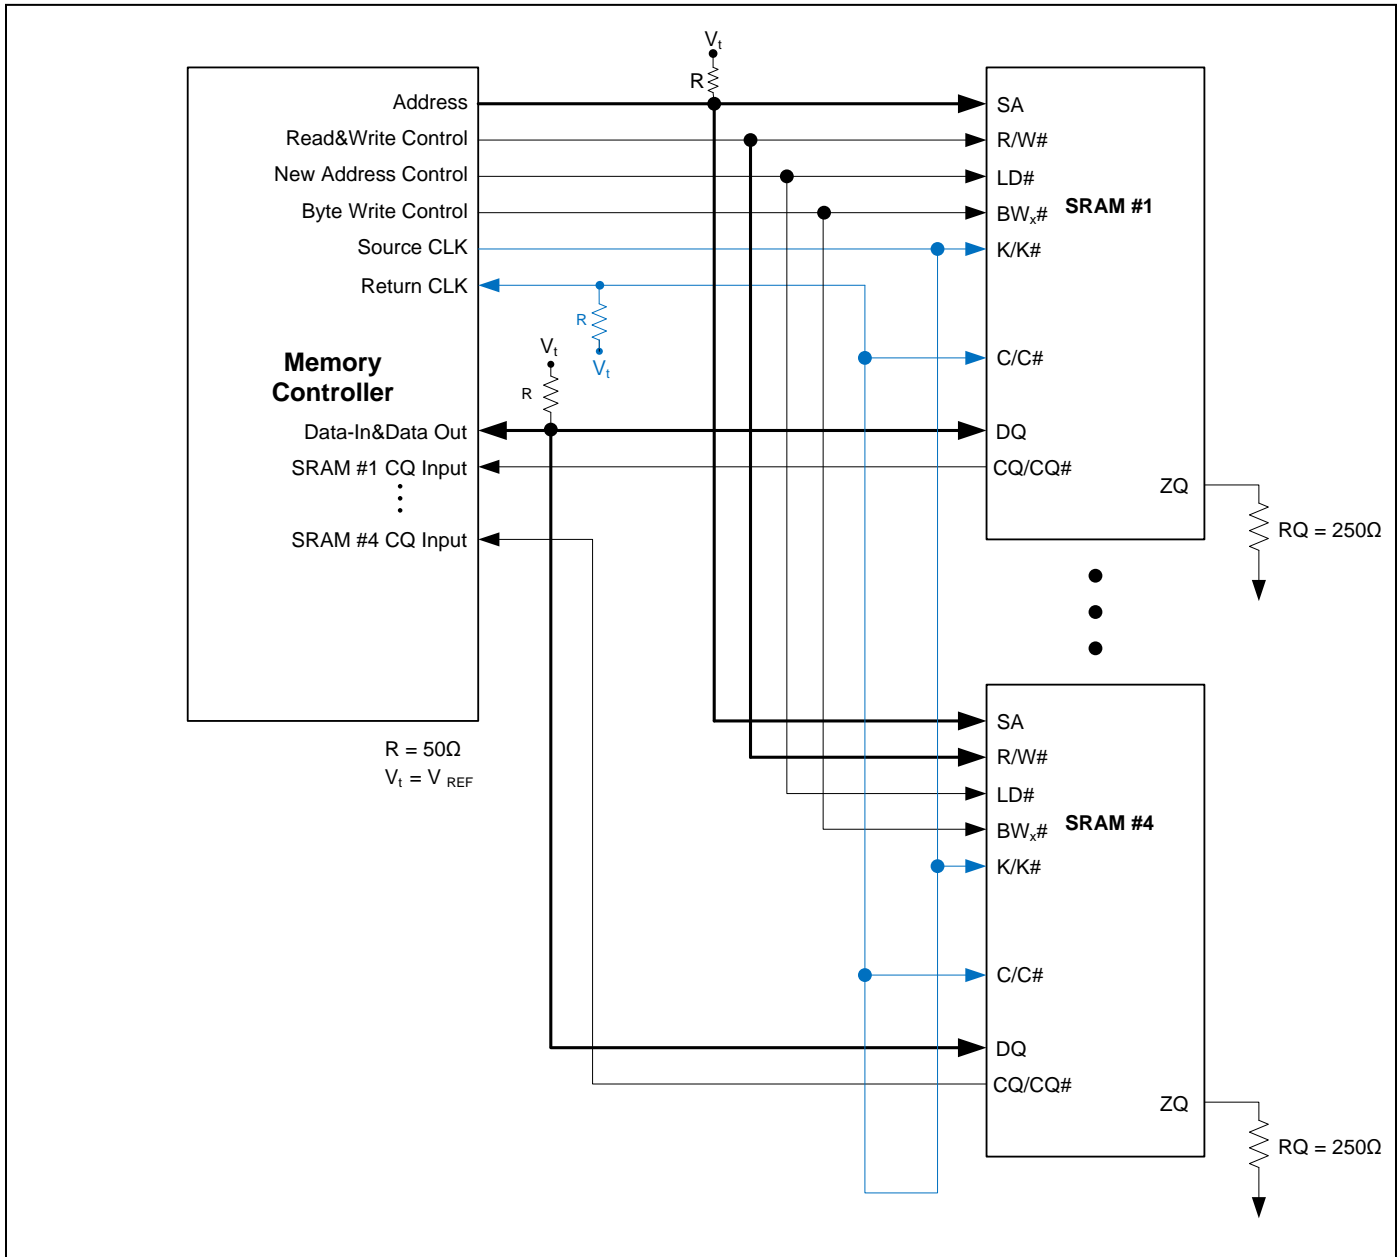 Vt
R
Address
Read&Write Control
New Address Control
Byte Write Control
Source CLK
Return CLK
R
Vt
Vt
R
Memory
Controller
Data-In&Data Out
SRAM #1 CQ Input
SRAM #4 CQ Input
R = 50Ω
Vt = V REF
SA
R/W#
LD#
BWx#
SRAM #1
K/K#
C/C#
DQ
CQ/CQ#
ZQ
RQ = 250Ω
SA
R/W#
LD#
BWx#
SRAM #4
K/K#
C/C#
DQ
CQ/CQ#
ZQ
RQ = 250Ω